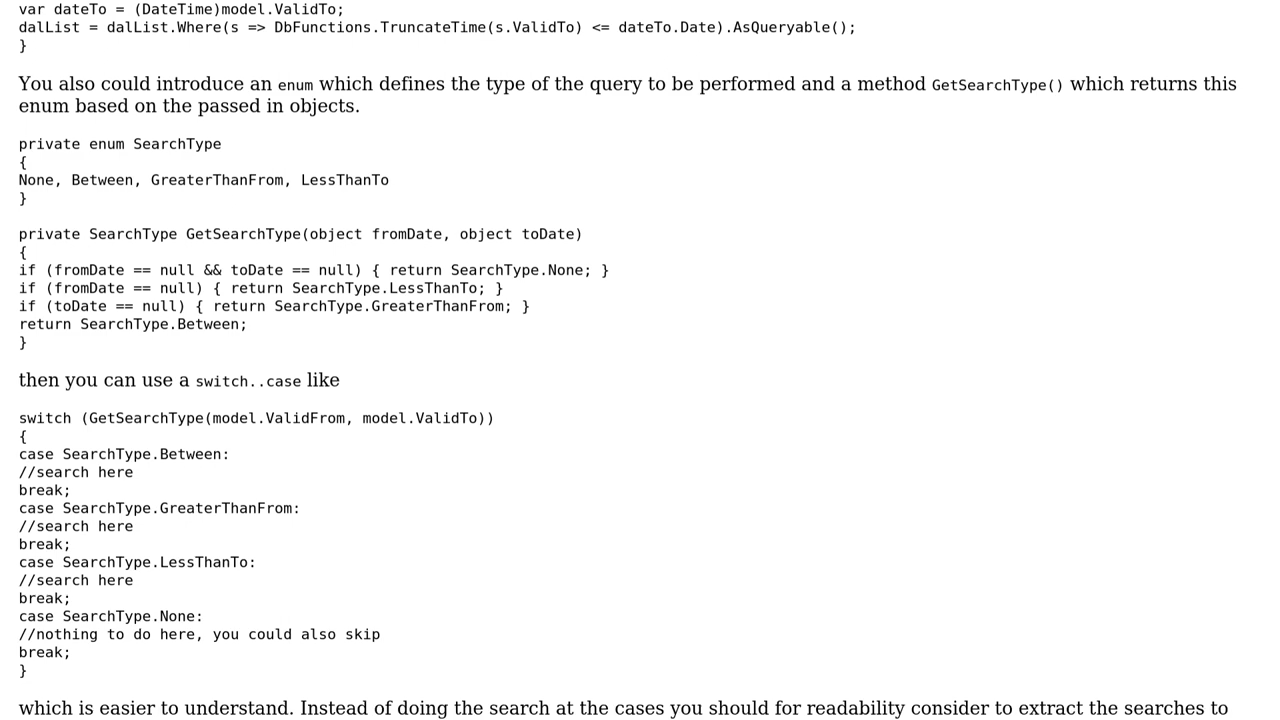 var dateTo = (DateTime)model.ValidTo;
dalList = dalList.Where(s => DbFunctions.TruncateTime(s.ValidTo) <= dateTo.Date).AsQueryable();
}
You also could introduce an enum which defines the type of the query to be performed and a method GetSearchType() which returns this
enum based on the passed in objects.
private enum SearchType
{
None, Between, GreaterThanFrom, LessThanTo
}
private SearchType GetSearchType(object fromDate, object toDate)
{
if (fromDate == null && toDate == null) { return SearchType.None; }
if (fromDate == null) { return SearchType.LessThanTo; }
if (toDate == null) { return SearchType.GreaterThanFrom; }
return SearchType.Between;
}
then you can use a switch..case like
switch (GetSearchType(model.ValidFrom, model.ValidTo))
{
case SearchType.Between:
//search here
break;
case SearchType.GreaterThanFrom:
//search here
break;
case SearchType.LessThanTo:
//search here
break;
case SearchType.None:
//nothing to do here, you could also skip
break;
}
which is easier to understand. Instead of doing the search at the cases you should for readability consider to extract the searches to